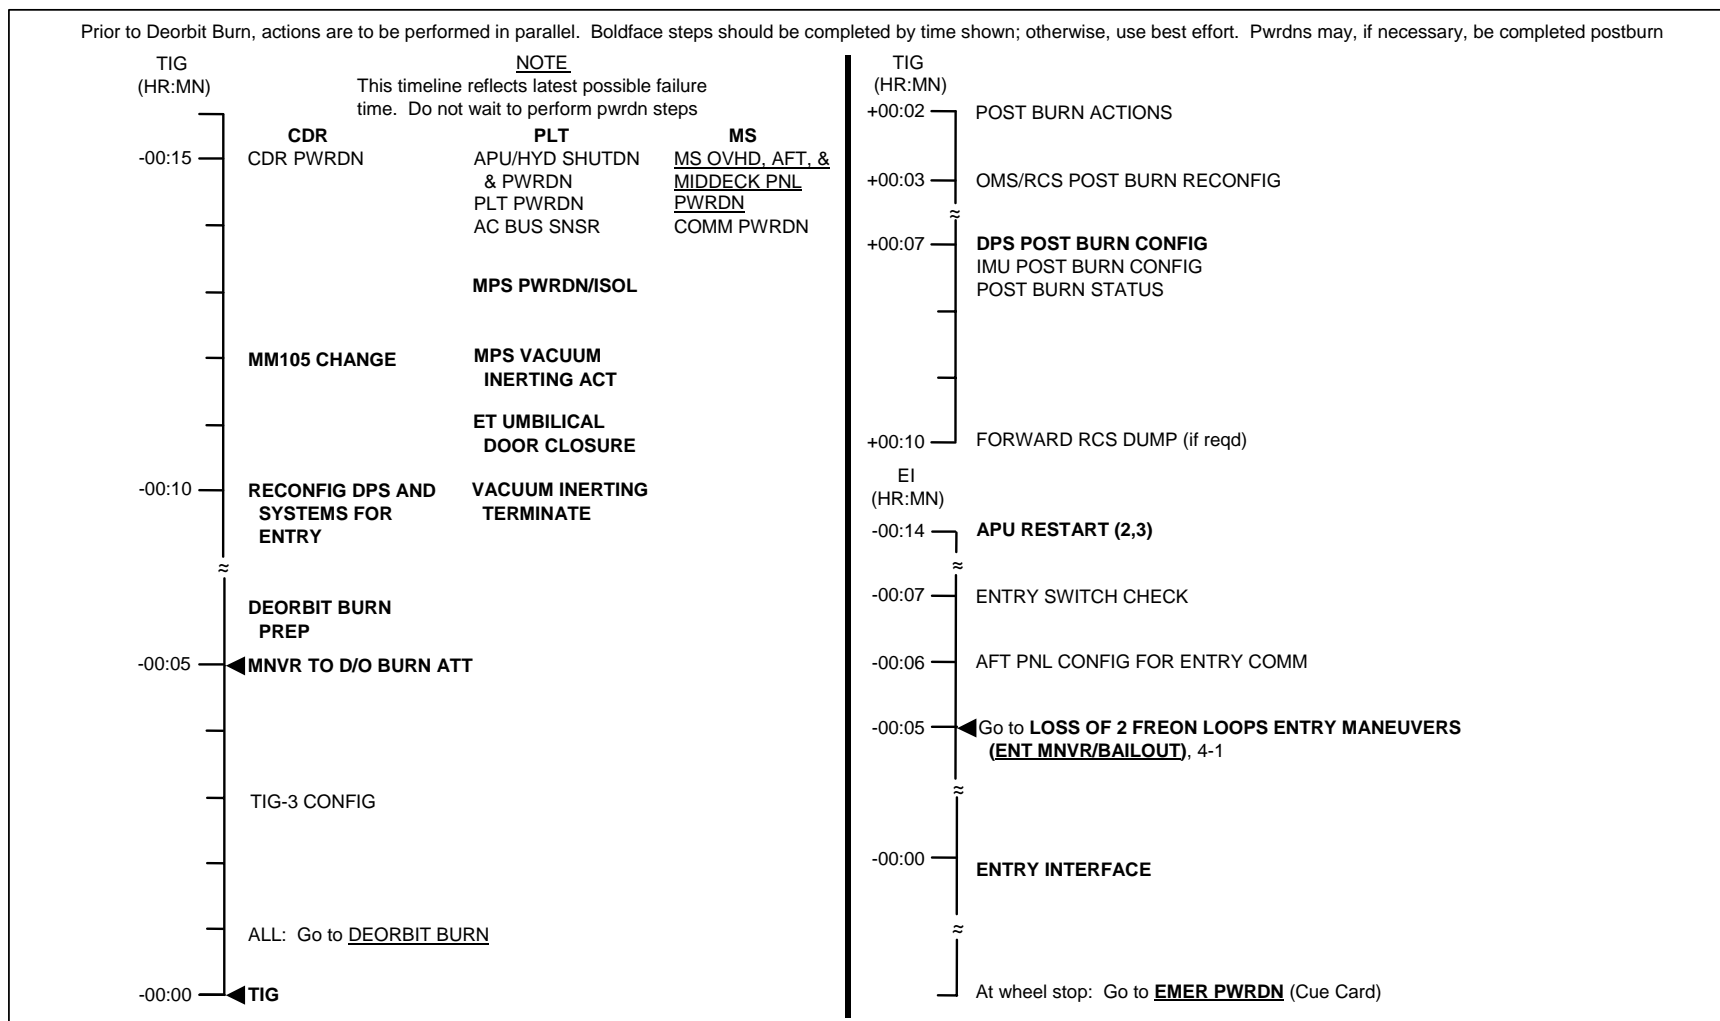 Prior to Deorbit Burn, actions are to be performed in parallel.  Boldface steps should be completed by time shown; otherwise, use best effort.  Pwrdns may, if necessary, be completed postburn
TIG
(HR:MN)
NOTE
This timeline reflects latest possible failure
time.  Do not wait to perform pwrdn steps
CDR PLT MS
-00:15 CDR PWRDN APU/HYD SHUTDN MS OVHD, AFT, &
& PWRDN MIDDECK PNL
PLT PWRDN PWRDN
AC BUS SNSR COMM PWRDN
MPS PWRDN/ISOL
MM105 CHANGE MPS VACUUM
INERTING ACT
ET UMBILICAL
DOOR CLOSURE
-00:10 RECONFIG DPS AND VACUUM INERTING
SYSTEMS FOR TERMINATE
ENTRY
≈
DEORBIT BURN
PREP
-00:05 MNVR TO D/O BURN ATT
TIG-3 CONFIG
ALL:  Go to DEORBIT BURN
-00:00 TIG
TIG
(HR:MN)
+00:02 POST BURN ACTIONS
+00:03 OMS/RCS POST BURN RECONFIG
≈
+00:07 DPS POST BURN CONFIG
IMU POST BURN CONFIG
POST BURN STATUS
+00:10 FORWARD RCS DUMP (if reqd)
EI
(HR:MN)
-00:14 APU RESTART (2,3)
≈
-00:07 ENTRY SWITCH CHECK
-00:06 AFT PNL CONFIG FOR ENTRY COMM
-00:05 Go to LOSS OF 2 FREON LOOPS ENTRY MANEUVERS
(ENT MNVR/BAILOUT), 4-1
≈
-00:00 ENTRY INTERFACE
≈
At wheel stop:  Go to EMER PWRDN (Cue Card)